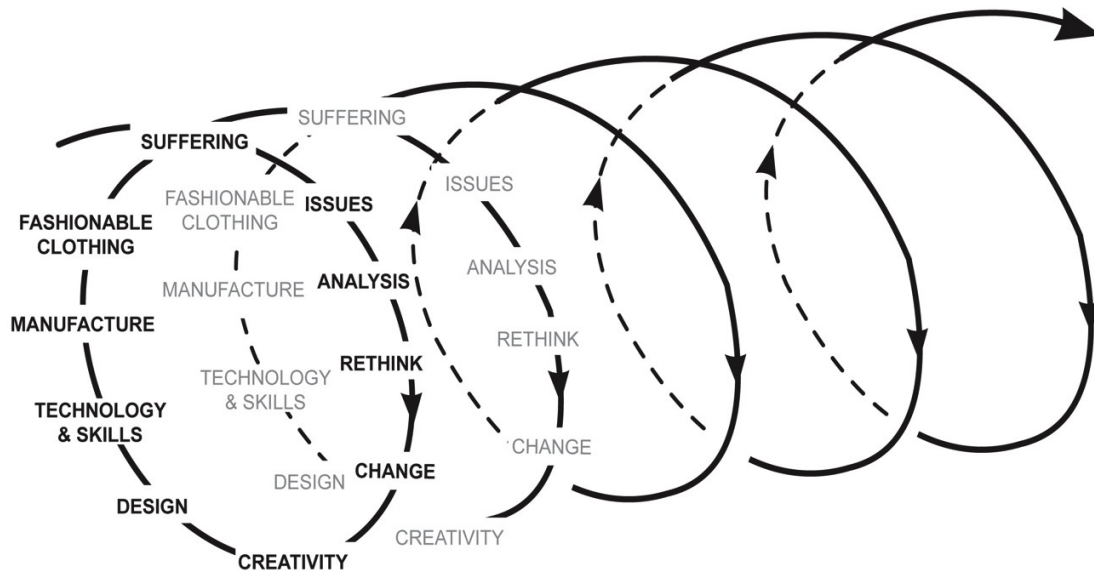 SUFFERING
ISSUES
ANALYSIS
RETHINK
CHANGE
CREATIVITY
DESIGN
TECHNOLOGY
& SKILLS
MANUFACTURE
FASHIONABLE
CLOTHING
SUFFERING
ISSUES
ANALYSIS
RETHINK
CHANGE
CREATIVITY
DESIGN
TECHNOLOGY
& SKILLS
MANUFACTURE
FASHIONABLE
CLOTHING